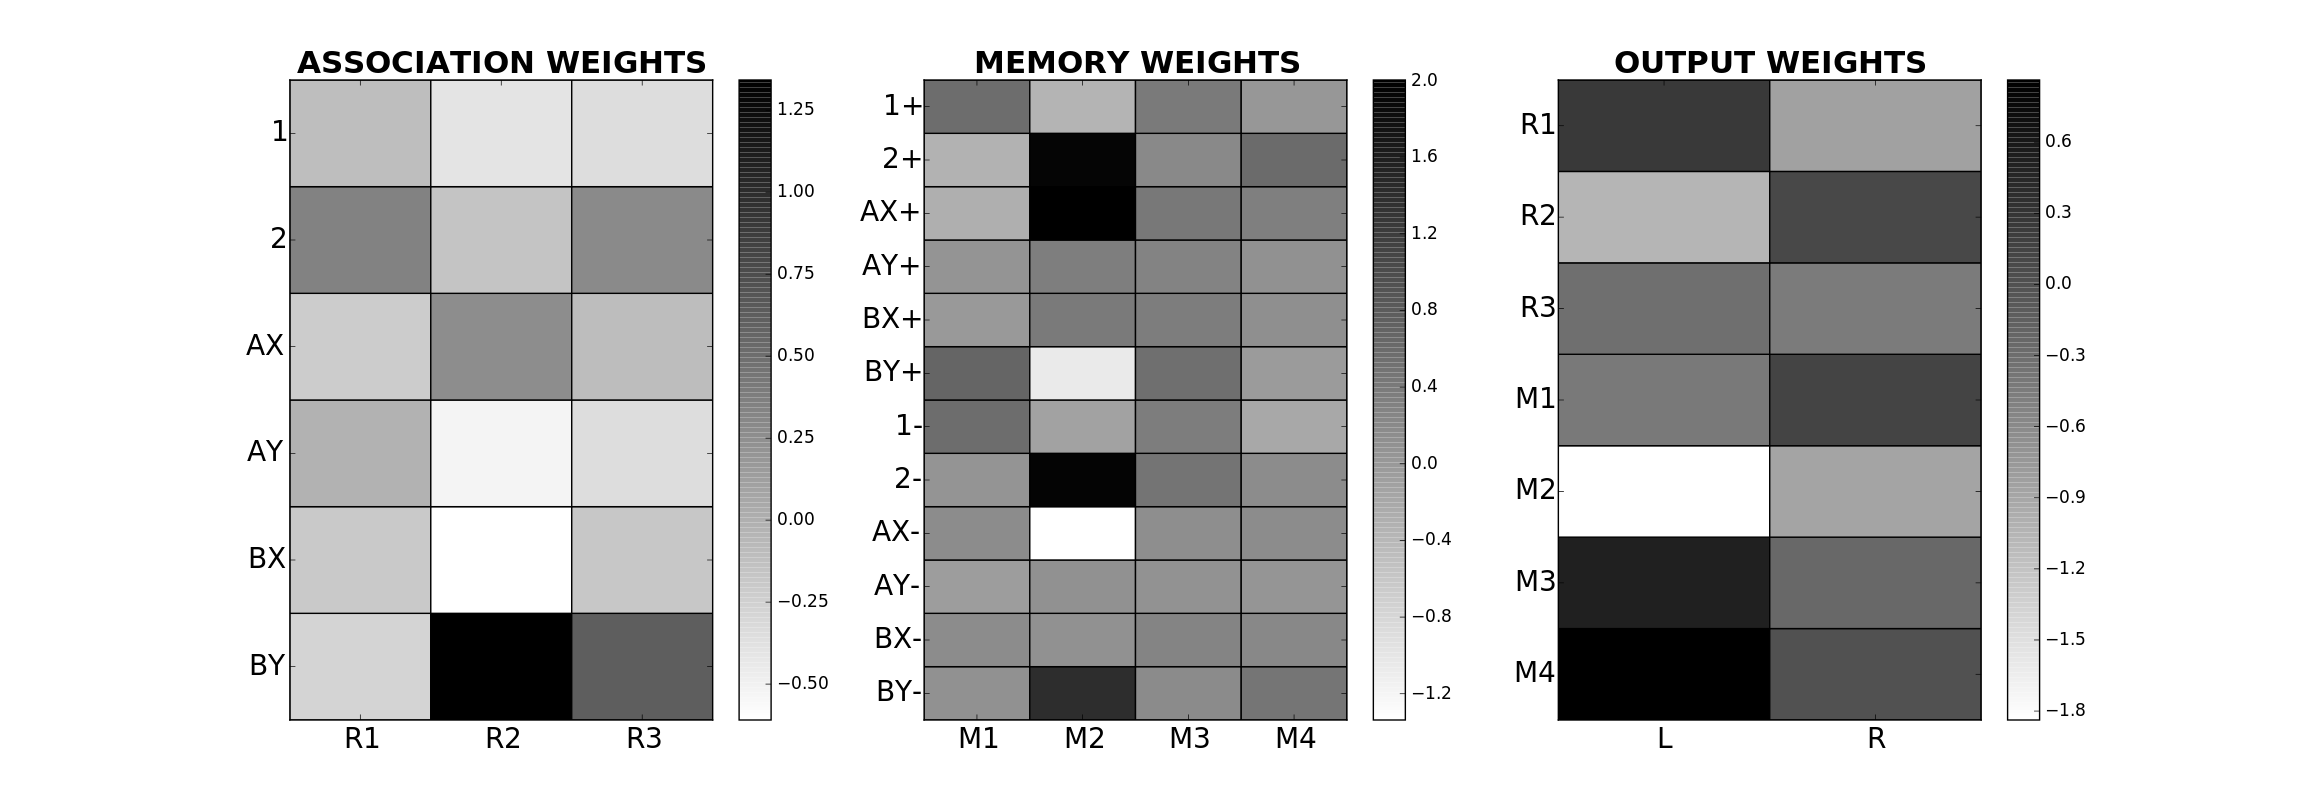 ASSOCIATION WEIGHTS
1
2
AX
AY
BX
BY
R1 R2 R3
1.25
1.00
0.75
0.50
0.25
0.00
−0.25
−0.50
MEMORY WEIGHTS
1+
2+
AX+
AY+
BX+
BY+
1-
2-
AX-
AY-
BX-
BY-
M1 M2 M3 M4
2.0
1.6
1.2
0.8
0.4
0.0
−0.4
−0.8
−1.2
OUTPUT WEIGHTS
R1
R2
R3
M1
M2
M3
M4
L R
0.6
0.3
0.0
−0.3
−0.6
−0.9
−1.2
−1.5
−1.8